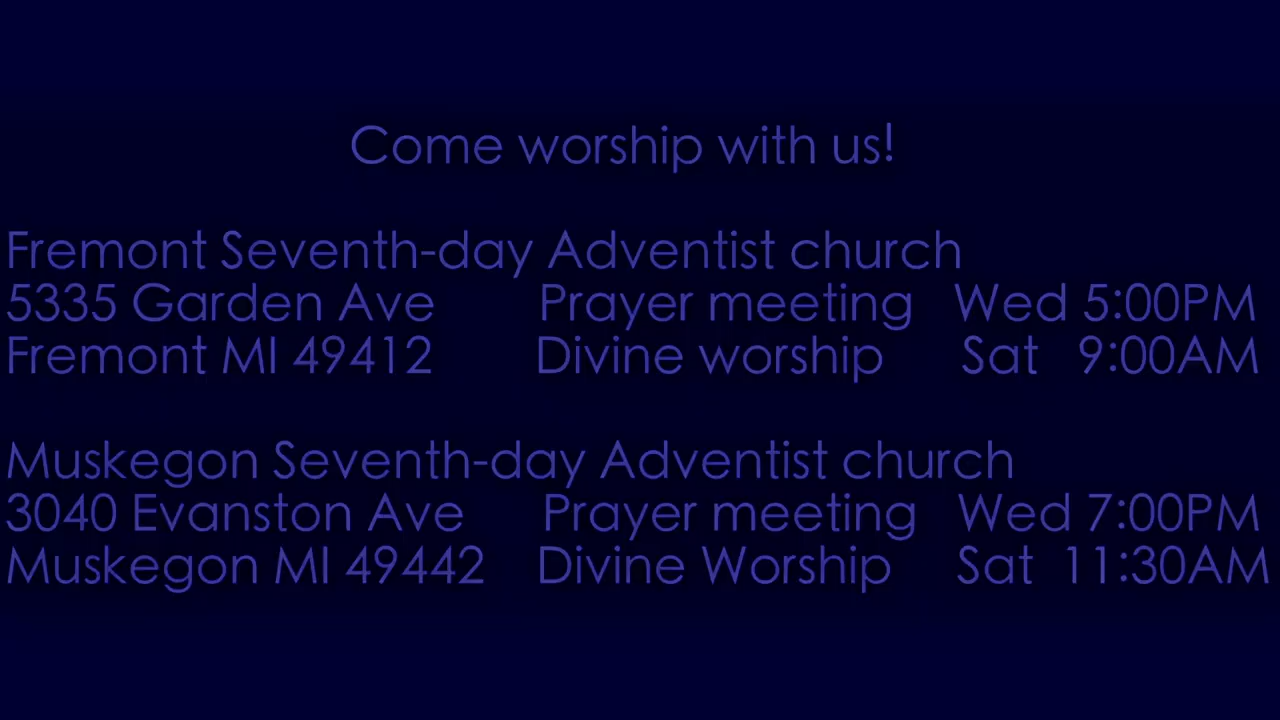 Come worship with us!
Fremont Seventh-day Adventist church
5335 Garden Ave Prayer meeting Wed 5:00PM
Fremont MI 49412 Divine worship Sat 9:00AM
Muskegon Seventh-day Adventist church
3040 Evanston Ave Prayer meeting Wed 7:00PM
Muskegon MI 49442 Divine Worship Sat 11:30AM